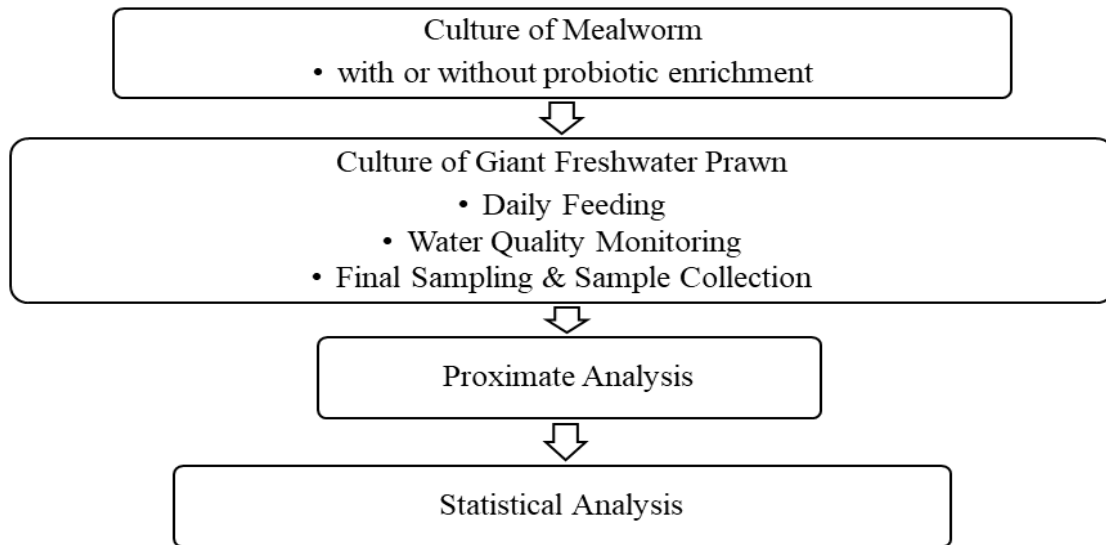 Culture of Mealworm
• with or without probiotic enrichment
Culture of Giant Freshwater Prawn
• Daily Feeding
• Water Quality Monitoring
• Final Sampling & Sample Collection
Proximate Analysis
Statistical Analysis